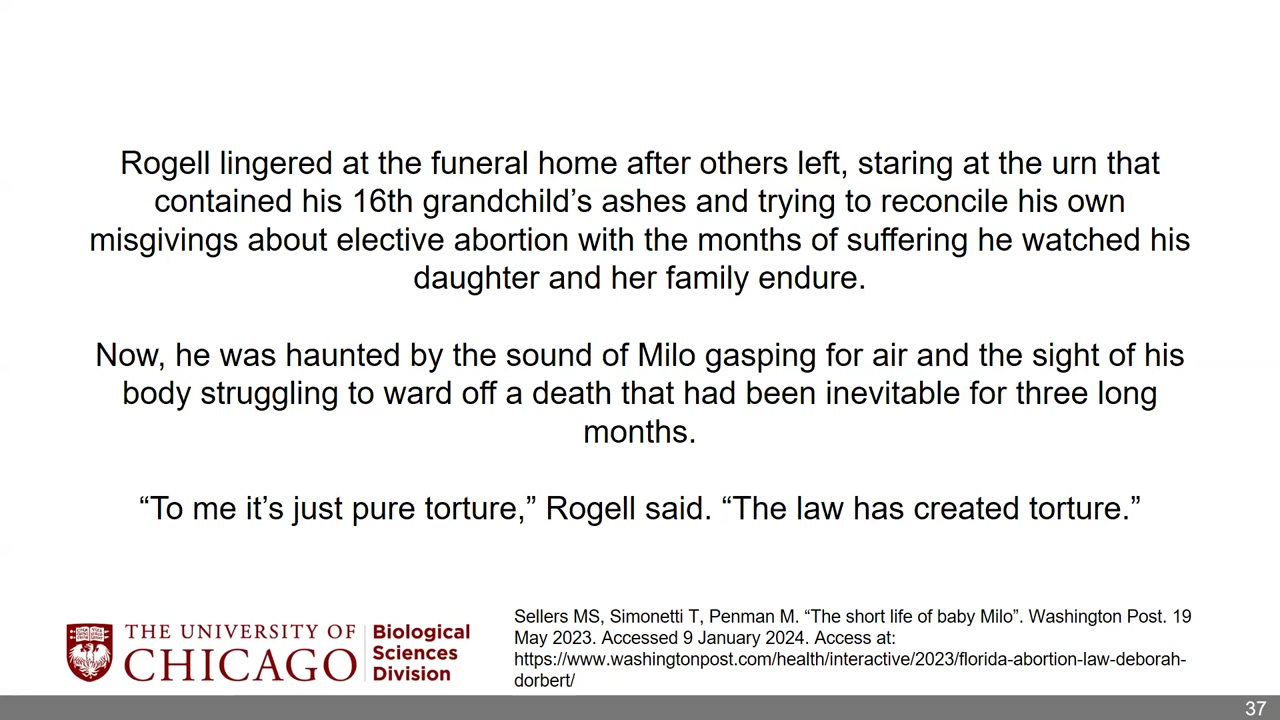 Rogell lingered at the funeral home after others left, staring at the urn that
contained his 16th grandchild’s ashes and trying to reconcile his own
misgivings about elective abortion with the months of suffering he watched his
daughter and her family endure.
Now, he was haunted by the sound of Milo gasping for air and the sight of his
body struggling to ward off a death that had been inevitable for three long
months.
“To me it’s just pure torture,” Rogell said. “The law has created torture.”
THE UNIVERSITY OF
CHICAGO
Biological
Sciences
Division
Sellers MS, Simonetti T, Penman M. “The short life of baby Milo”. Washington Post. 19
May 2023. Accessed 9 January 2024. Access at:
https://www.washingtonpost.com/health/interactive/2023/florida-abortion-law-deborah-
dorbert/
37